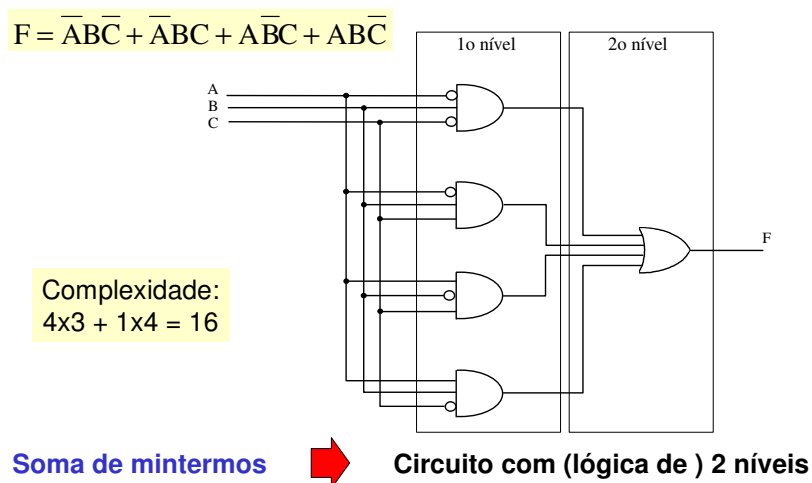 F = A̅BC̅ + A̅BC + AB̅C + ABC̅
1o nível
2o nível
A
B
C
F
Complexidade:
4x3 + 1x4 = 16
Soma de mintermos
Circuito com (lógica de ) 2 níveis